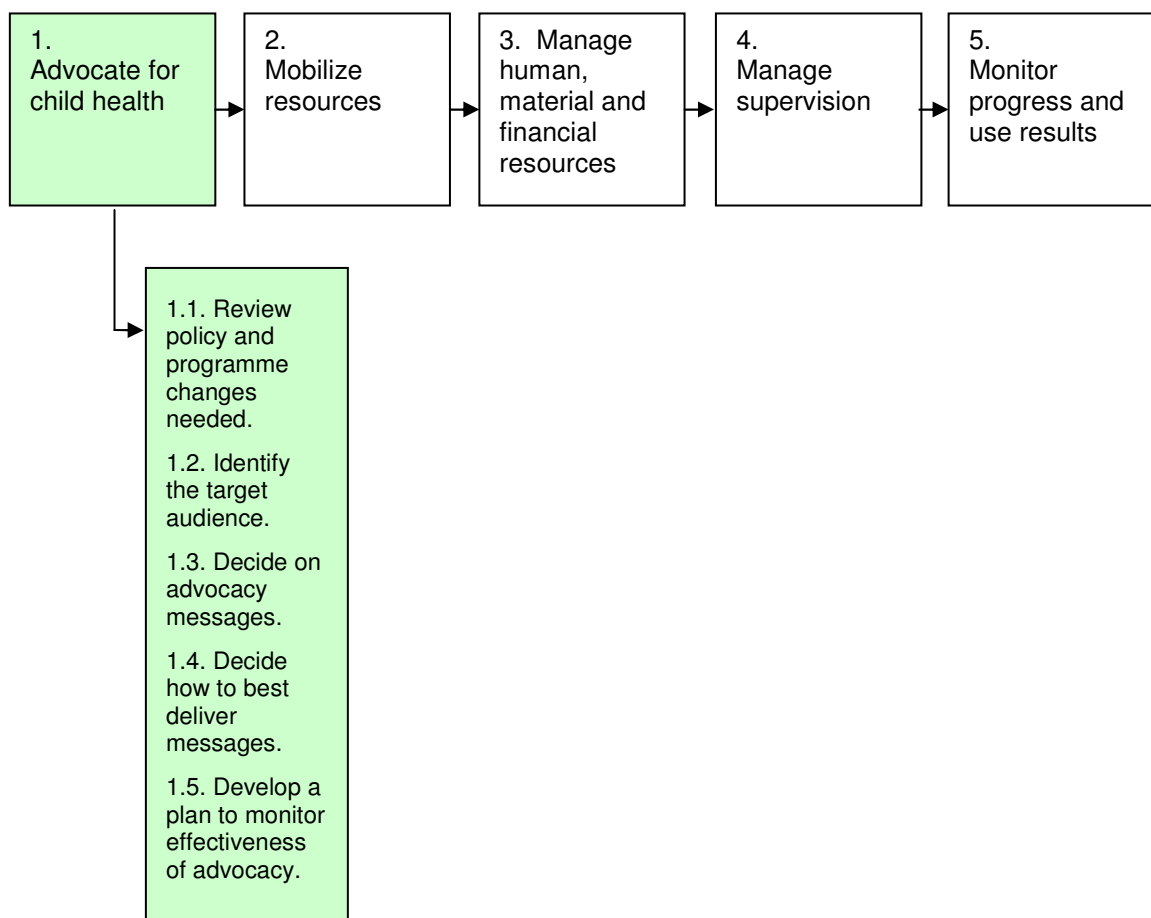 1.
Advocate for
child health
2.
Mobilize
resources
3. Manage
human,
material and
financial
resources
4.
Manage
supervision
5.
Monitor
progress and
use results
1.1. Review
policy and
programme
changes
needed.
1.2. Identify
the target
audience.
1.3. Decide on
advocacy
messages.
1.4. Decide
how to best
deliver
messages.
1.5. Develop a
plan to monitor
effectiveness
of advocacy.